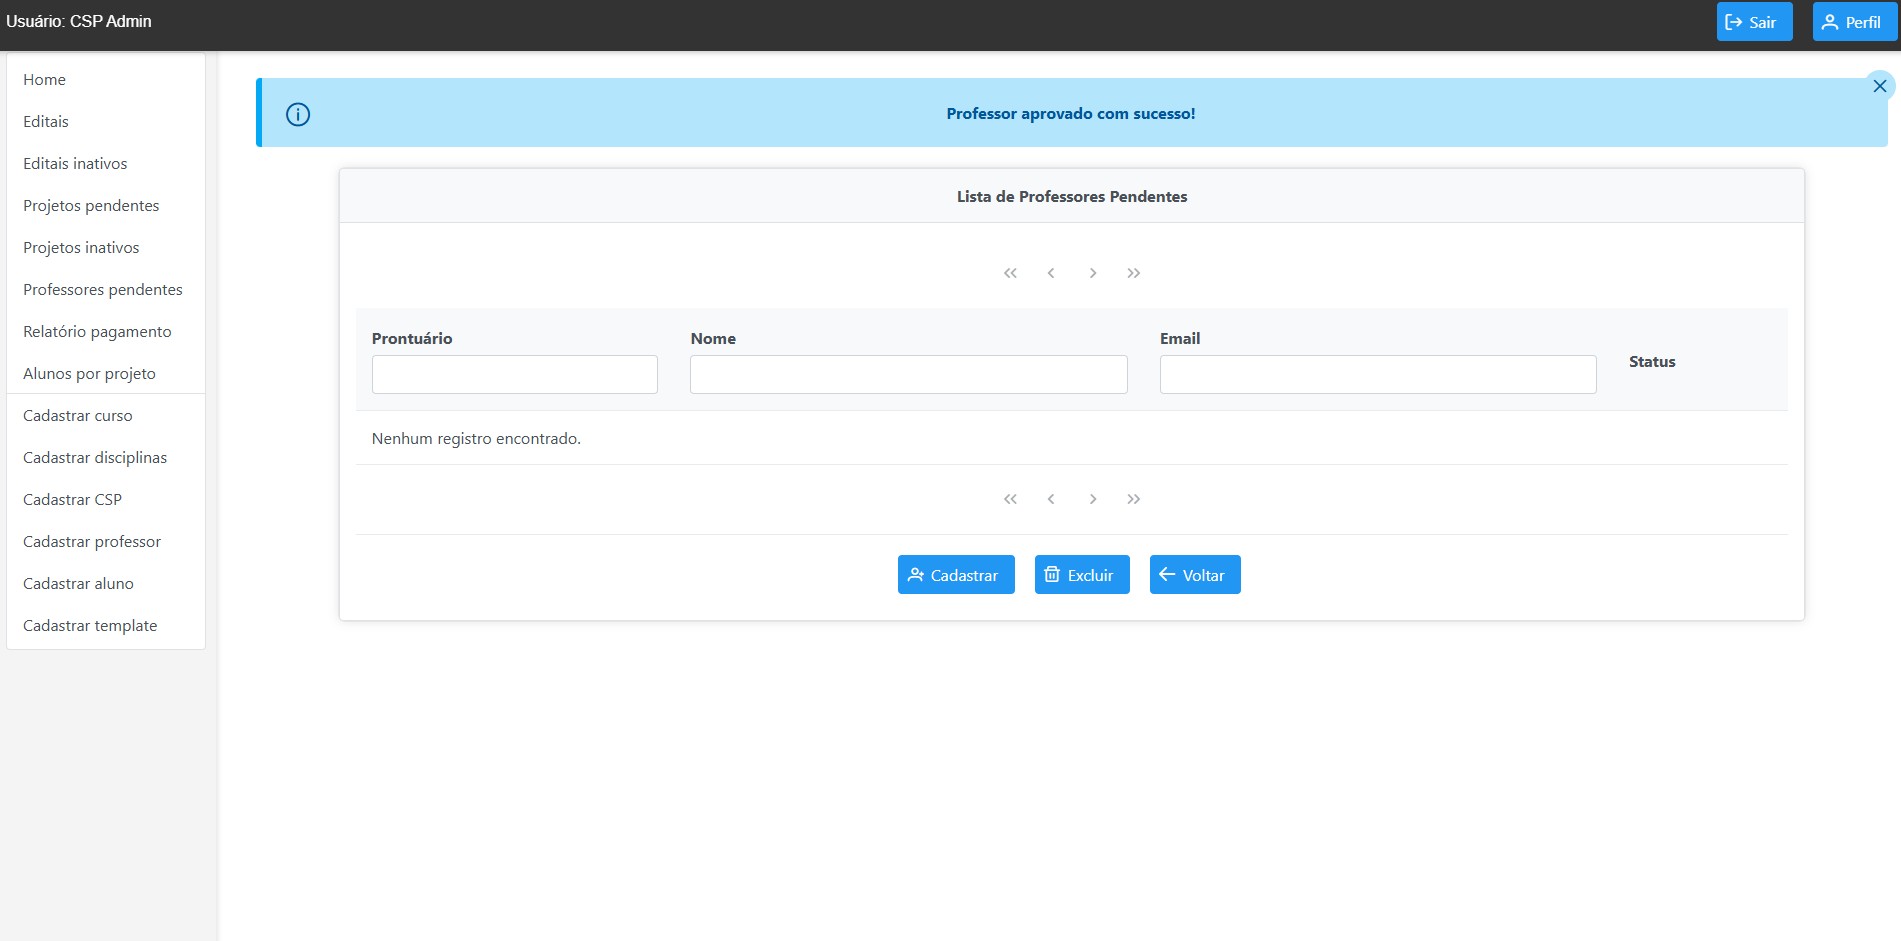 Usuário: CSP Admin
Sair
Perfil
Home
Editais
Editais inativos
Projetos pendentes
Projetos inativos
Professores pendentes
Relatório pagamento
Alunos por projeto
Cadastrar curso
Cadastrar disciplinas
Cadastrar CSP
Cadastrar professor
Cadastrar aluno
Cadastrar template
Professor aprovado com sucesso!
Lista de Professores Pendentes
Prontuário
Nome
Email
Status
Nenhum registro encontrado.
Cadastrar
Excluir
Voltar